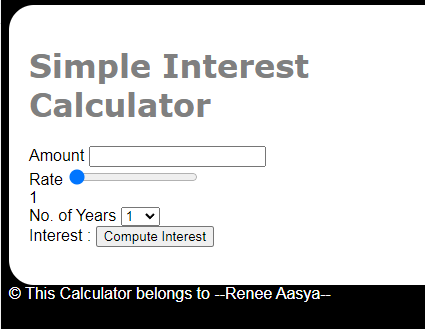 Simple Interest
Calculator
Amount
Rate
1
No. of Years 1
Interest : Compute Interest
© This Calculator belongs to --Renee Aasya--